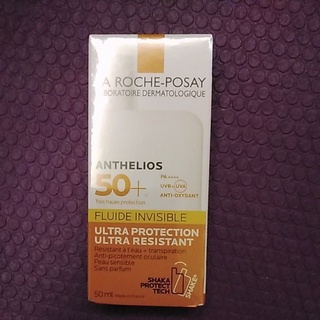 LA ROCHE-POSAY
LABORATOIRE DERMATOLOGIQUE
ANTHELIOS
50+
Très haute protection
PA++++
UVB+UVA
ANTI-OXYDANT
FLUIDE INVISIBLE
ULTRA PROTECTION
ULTRA RESISTANT
Résistant à l'eau + transpiration
Anti-picotement oculaire
Peau sensible
Sans parfum
SHAKA
PROTECT
TECH
SHAKE
50 ml